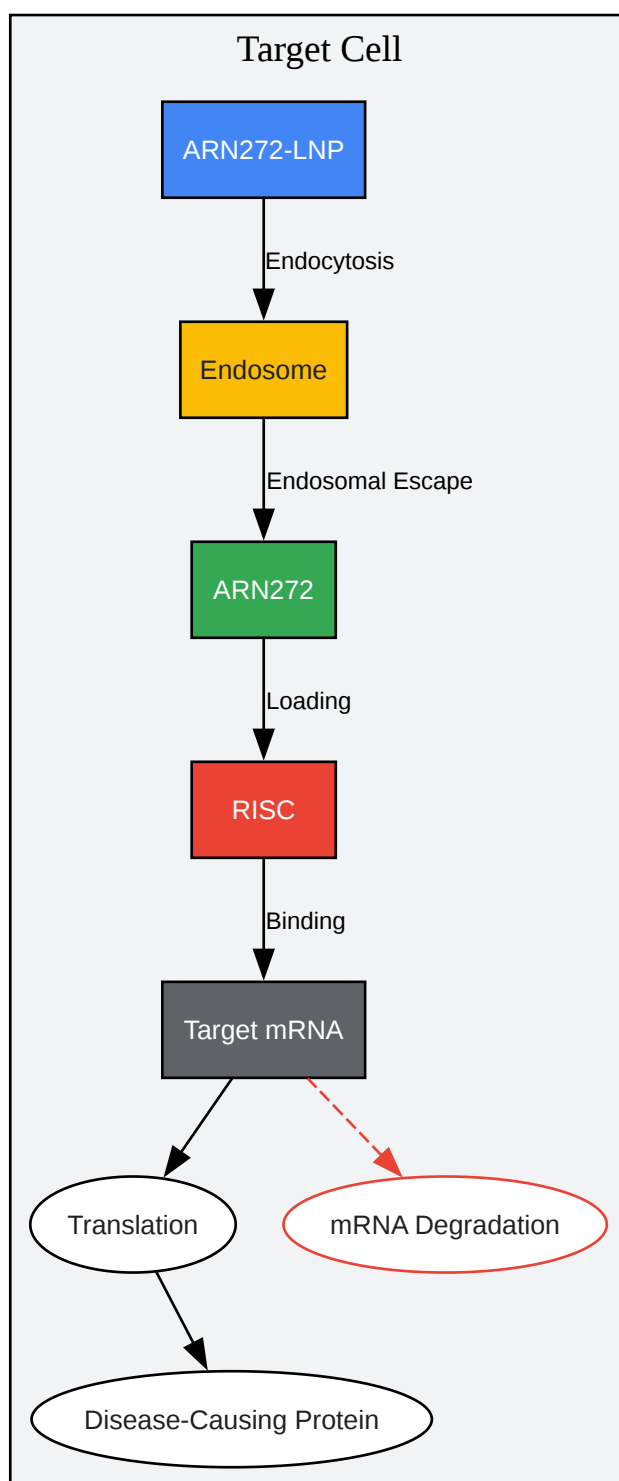 Target Cell
ARN272-LNP
Endocytosis
Endosome
Endosomal Escape
ARN272
Loading
RISC
Binding
Target mRNA
Translation
mRNA Degradation
Disease-Causing Protein